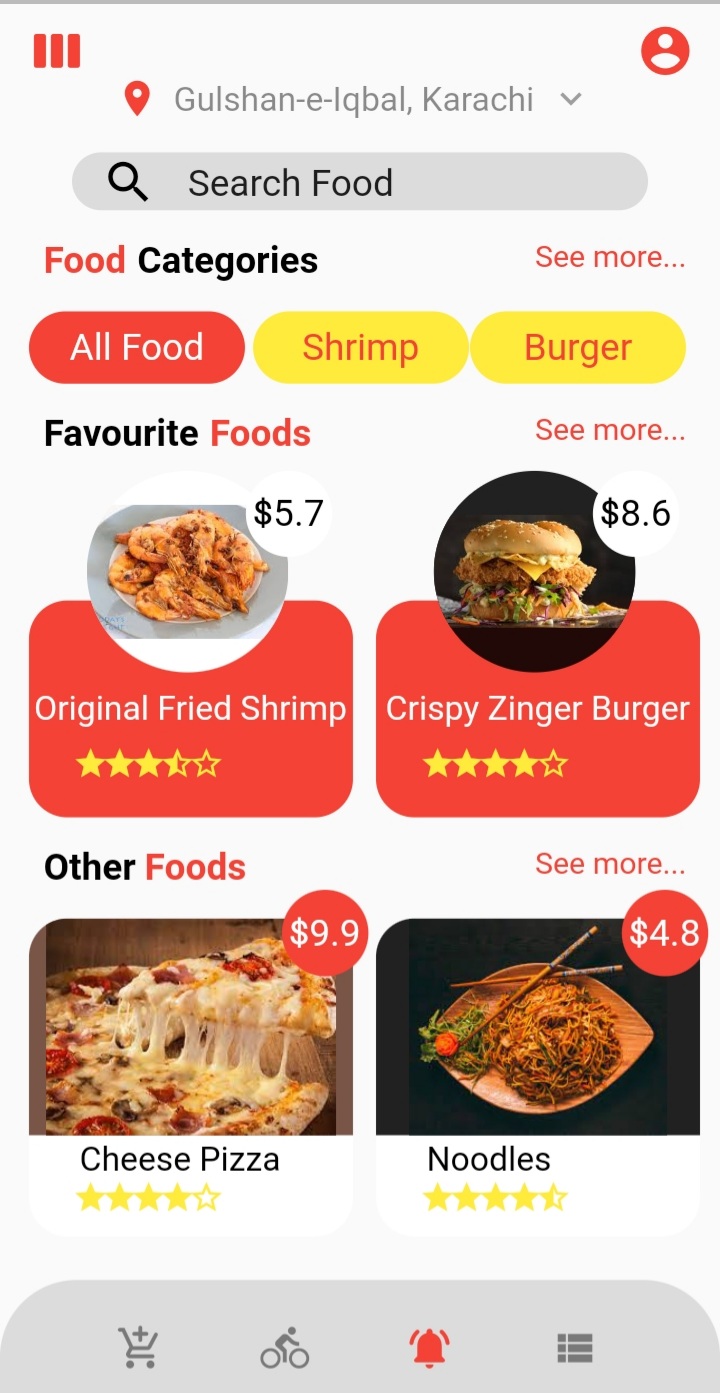 Gulshan-e-Iqbal, Karachi
Search Food
Food Categories
See more...
All Food
Shrimp
Burger
Favourite Foods
See more...
$5.7
$8.6
Original Fried Shrimp
Crispy Zinger Burger
Other Foods
See more...
$9.9
$4.8
Cheese Pizza
Noodles